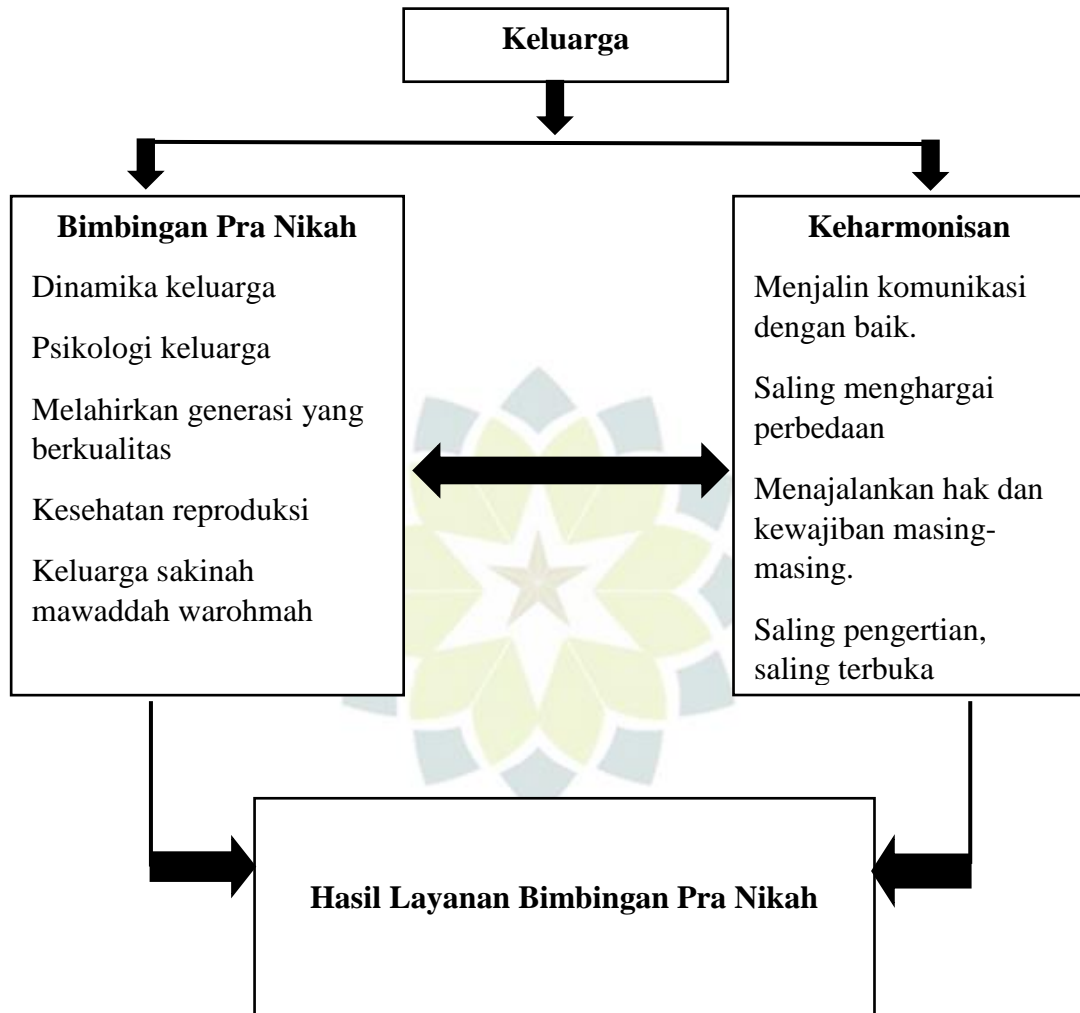 Keluarga
Bimbingan Pra Nikah
Dinamika keluarga
Psikologi keluarga
Melahirkan generasi yang
berkualitas
Kesehatan reproduksi
Keluarga sakinah
mawaddah warohmah
Keharmonisan
Menjalin komunikasi
dengan baik.
Saling menghargai
perbedaan
Menajalankan hak dan
kewajiban masing-
masing.
Saling pengertian,
saling terbuka
Hasil Layanan Bimbingan Pra Nikah